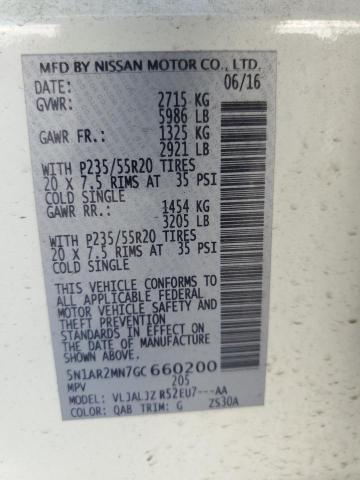 MFD BY NISSAN MOTOR CO., LTD.
06/16
GVWR: 2715 KG
5986 LB
GAWR FR.: 1325 KG
2921 LB
WITH P235/55R20 TIRES
20 X 7.5 RIMS AT 35 PSI
COLD SINGLE
GAWR RR.: 1454 KG
3205 LB
WITH P235/55R20 TIRES
20 X 7.5 RIMS AT 35 PSI
COLD SINGLE
THIS VEHICLE CONFORMS TO
ALL APPLICABLE FEDERAL
MOTOR VEHICLE SAFETY AND
THEFT PREVENTION
STANDARDS IN EFFECT ON
THE DATE OF MANUFACTURE
SHOWN ABOVE.
5N1AR2MN7GC660200
MPV 205
MODEL: VLJALJZ R52EU7---AA
COLOR: QAB TRIM: G 2S30A